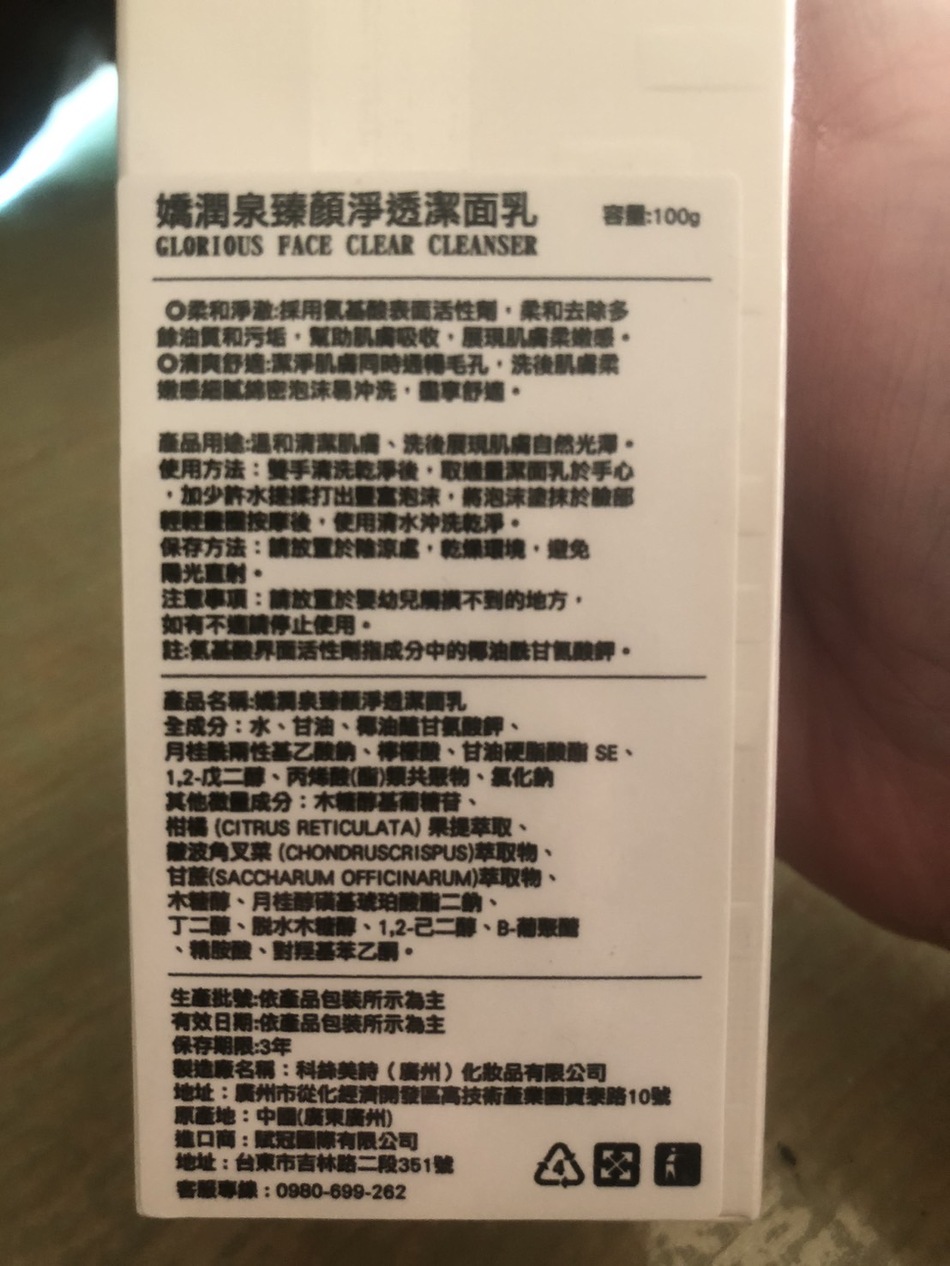 嬌潤泉臻顏淨透潔面乳 容量:100g
GLORIOUS FACE CLEAR CLEANSER
◎柔和淨澈:採用氨基酸表面活性劑，柔和去除多
餘油質和污垢，幫助肌膚吸收，展現肌膚柔嫩感。
◎清爽舒適:潔淨肌膚同時通暢毛孔，洗後肌膚柔
嫩感細膩綿密泡沫易沖洗，盡享舒適。
產品用途:溫和清潔肌膚、洗後展現肌膚自然光澤。
使用方法：雙手清洗乾淨後，取適量潔面乳於手心
，加少許水搓揉打出豐富泡沫，將泡沫塗抹於臉部
輕輕畫圈按摩後，使用清水沖洗乾淨。
保存方法：請放置於陰涼處，乾燥環境，避免
陽光直射。
注意事項：請放置於嬰幼兒觸摸不到的地方，
如有不適請停止使用。
註:氨基酸界面活性劑指成分中的椰油醯甘氨酸鉀。
產品名稱:嬌潤泉臻顏淨透潔面乳
全成分：水、甘油、椰油醯甘氨酸鉀、
月桂醯兩性基乙酸鈉、檸檬酸、甘油硬脂酸酯 SE、
1,2-戊二醇、丙烯酸(酯)類共聚物、氯化鈉
其他微量成分：木糖醇基葡糖苷、
柑橘 (CITRUS RETICULATA) 果提萃取、
皺波角叉菜 (CHONDRUSCRISPUS)萃取物、
甘蔗(SACCHARUM OFFICINARUM)萃取物、
木糖醇、月桂醇磺基琥珀酸酯二鈉、
丁二醇、脫水木糖醇、1,2-己二醇、B-葡聚醣
、精胺酸、對羥基苯乙酮。
生產批號:依產品包裝所示為主
有效日期:依產品包裝所示為主
保存期限:3年
製造廠名稱：科絲美詩（廣州）化妝品有限公司
地址：廣州市從化經濟開發區高技術產業園寶泰路10號
原產地：中國(廣東廣州)
進口商：賦冠國際有限公司
地址：台東市吉林路二段351號
客服專線：0980-699-262
4